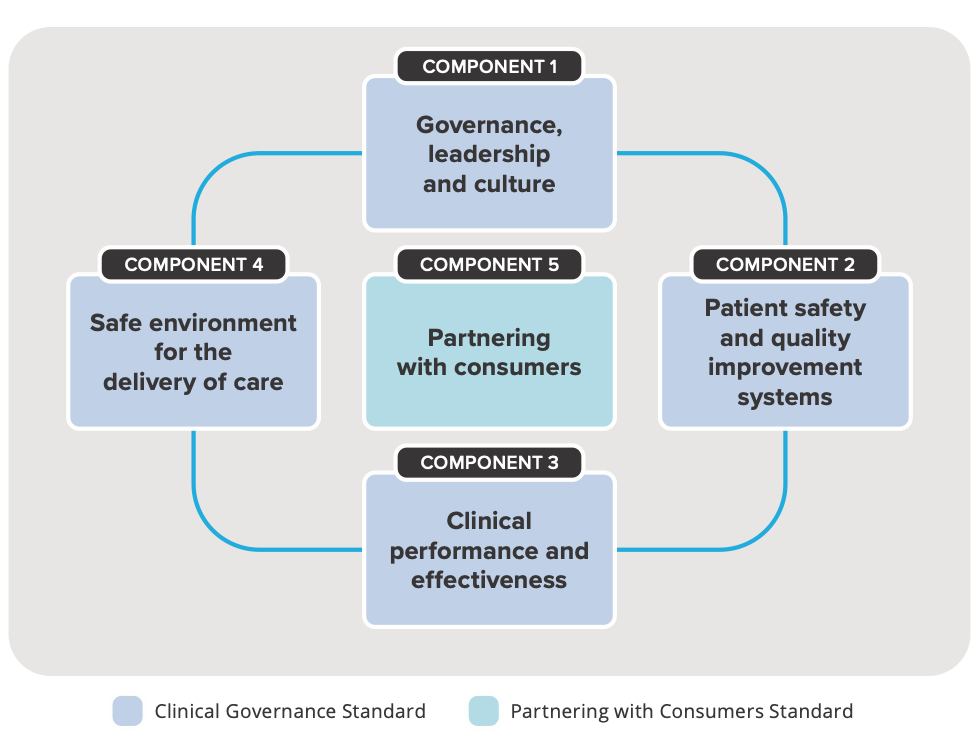 COMPONENT 1
Governance,
leadership
and culture
COMPONENT 4
Safe environment
for the
delivery of care
COMPONENT 5
Partnering
with consumers
COMPONENT 2
Patient safety
and quality
improvement
systems
COMPONENT 3
Clinical
performance and
effectiveness
Clinical Governance Standard
Partnering with Consumers Standard